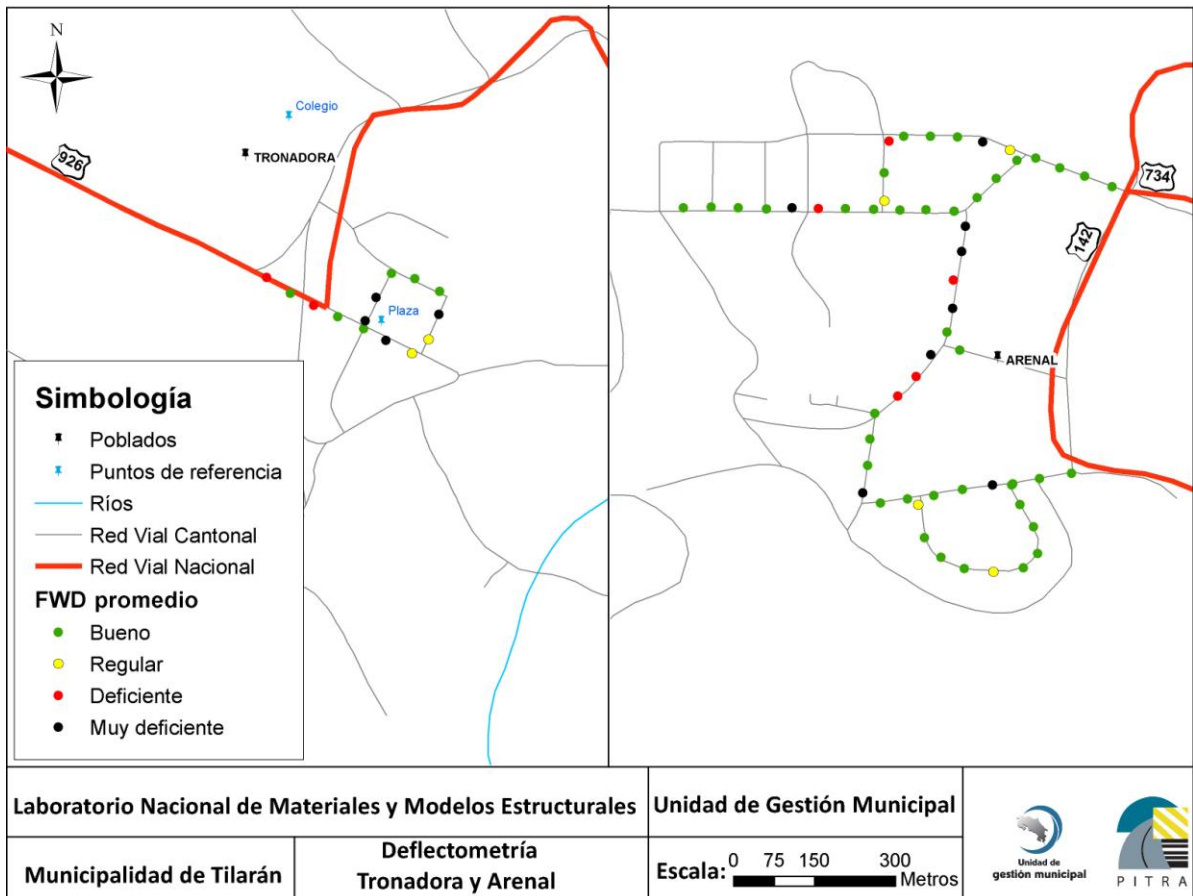 N
Colegio
926
TRONADORA
Plaza
734
142
ARENAL
Simbología
Poblados
Puntos de referencia
Ríos
Red Vial Cantonal
Red Vial Nacional
FWD promedio
Bueno
Regular
Deficiente
Muy deficiente
Laboratorio Nacional de Materiales y Modelos Estructurales
Unidad de Gestión Municipal
Municipalidad de Tilarán
Deflectometría
Tronadora y Arenal
Escala: 0 75 150 300
Metros
Unidad de
gestión municipal
PITRA